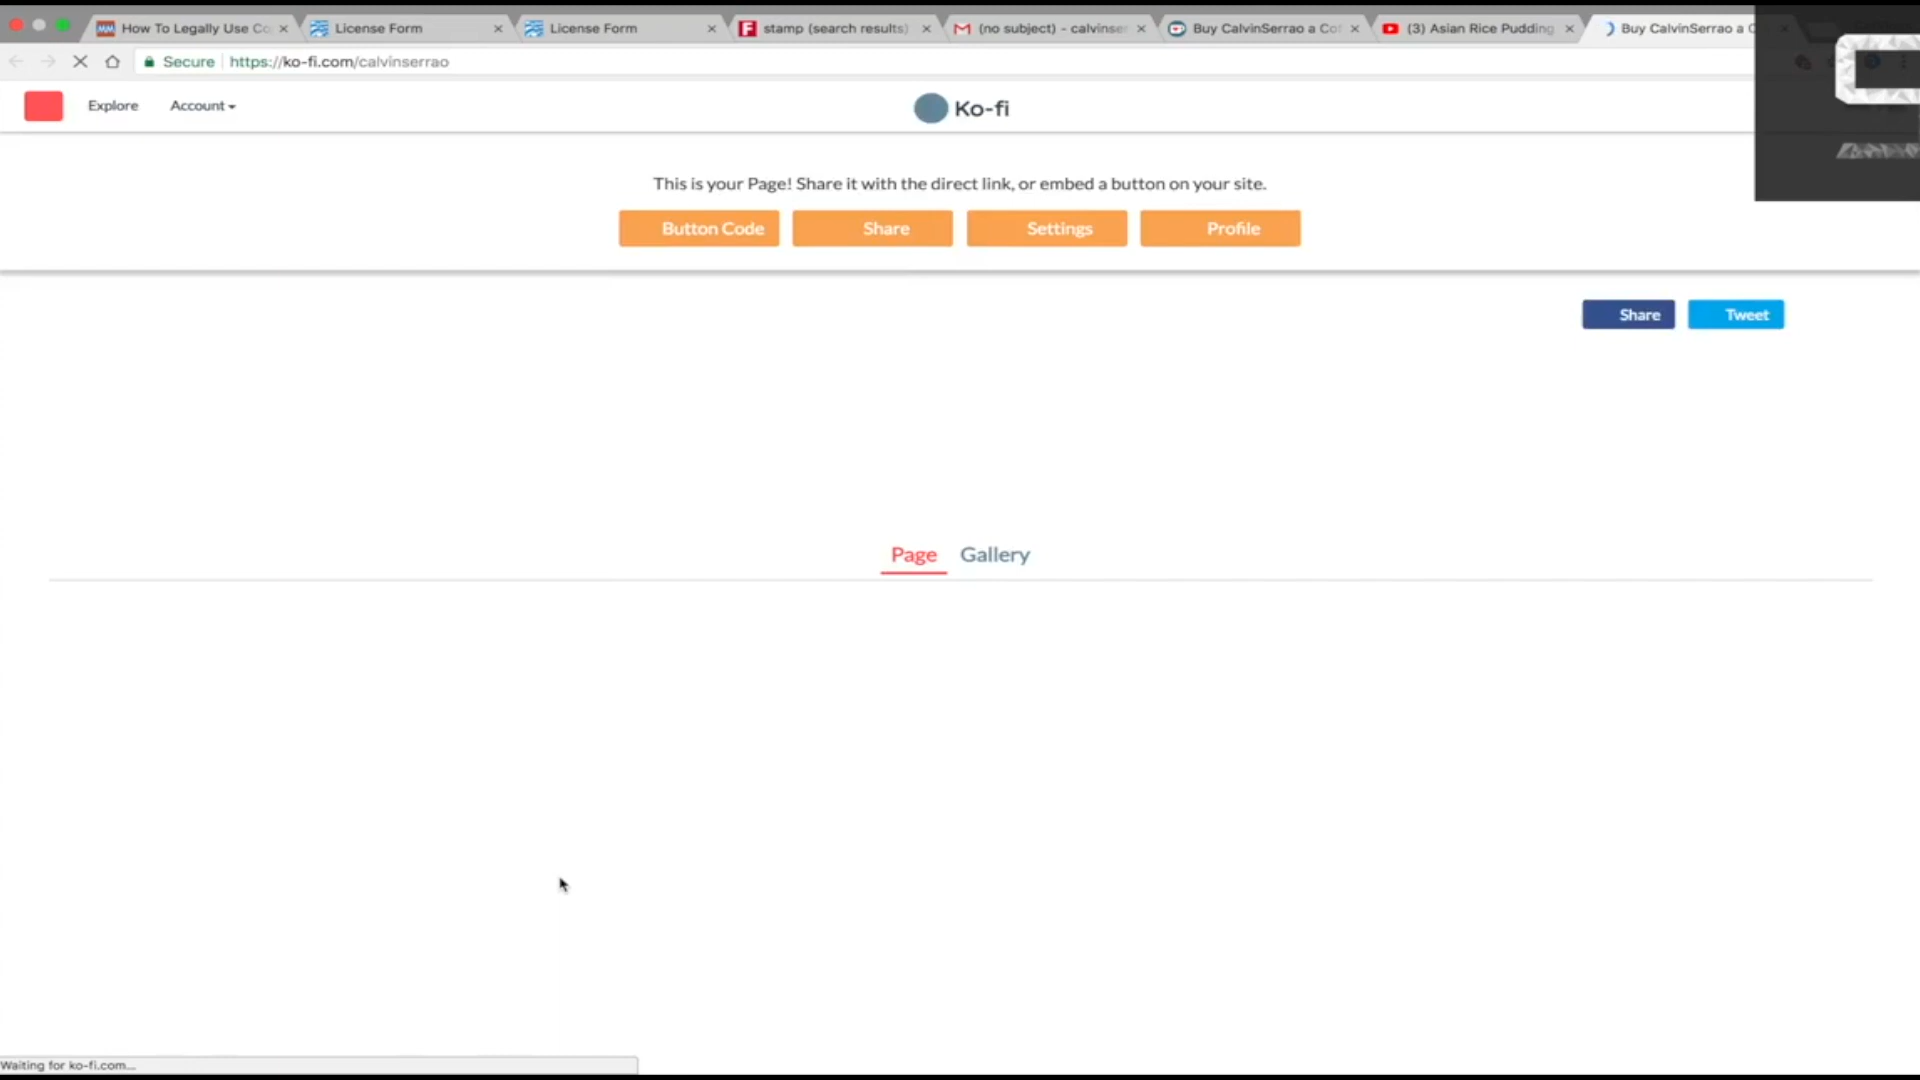 How To Legally Use Co
License Form
License Form
stamp (search results)
(no subject) - calvinser
Buy CalvinSerrao a Cof
(3) Asian Rice Pudding
Buy CalvinSerrao a C
Secure
https://ko-fi.com/calvinserrao
Explore
Account
Ko-fi
This is your Page! Share it with the direct link, or embed a button on your site.
Button Code
Share
Settings
Profile
Share
Tweet
Page
Gallery
Waiting for ko-fi.com...